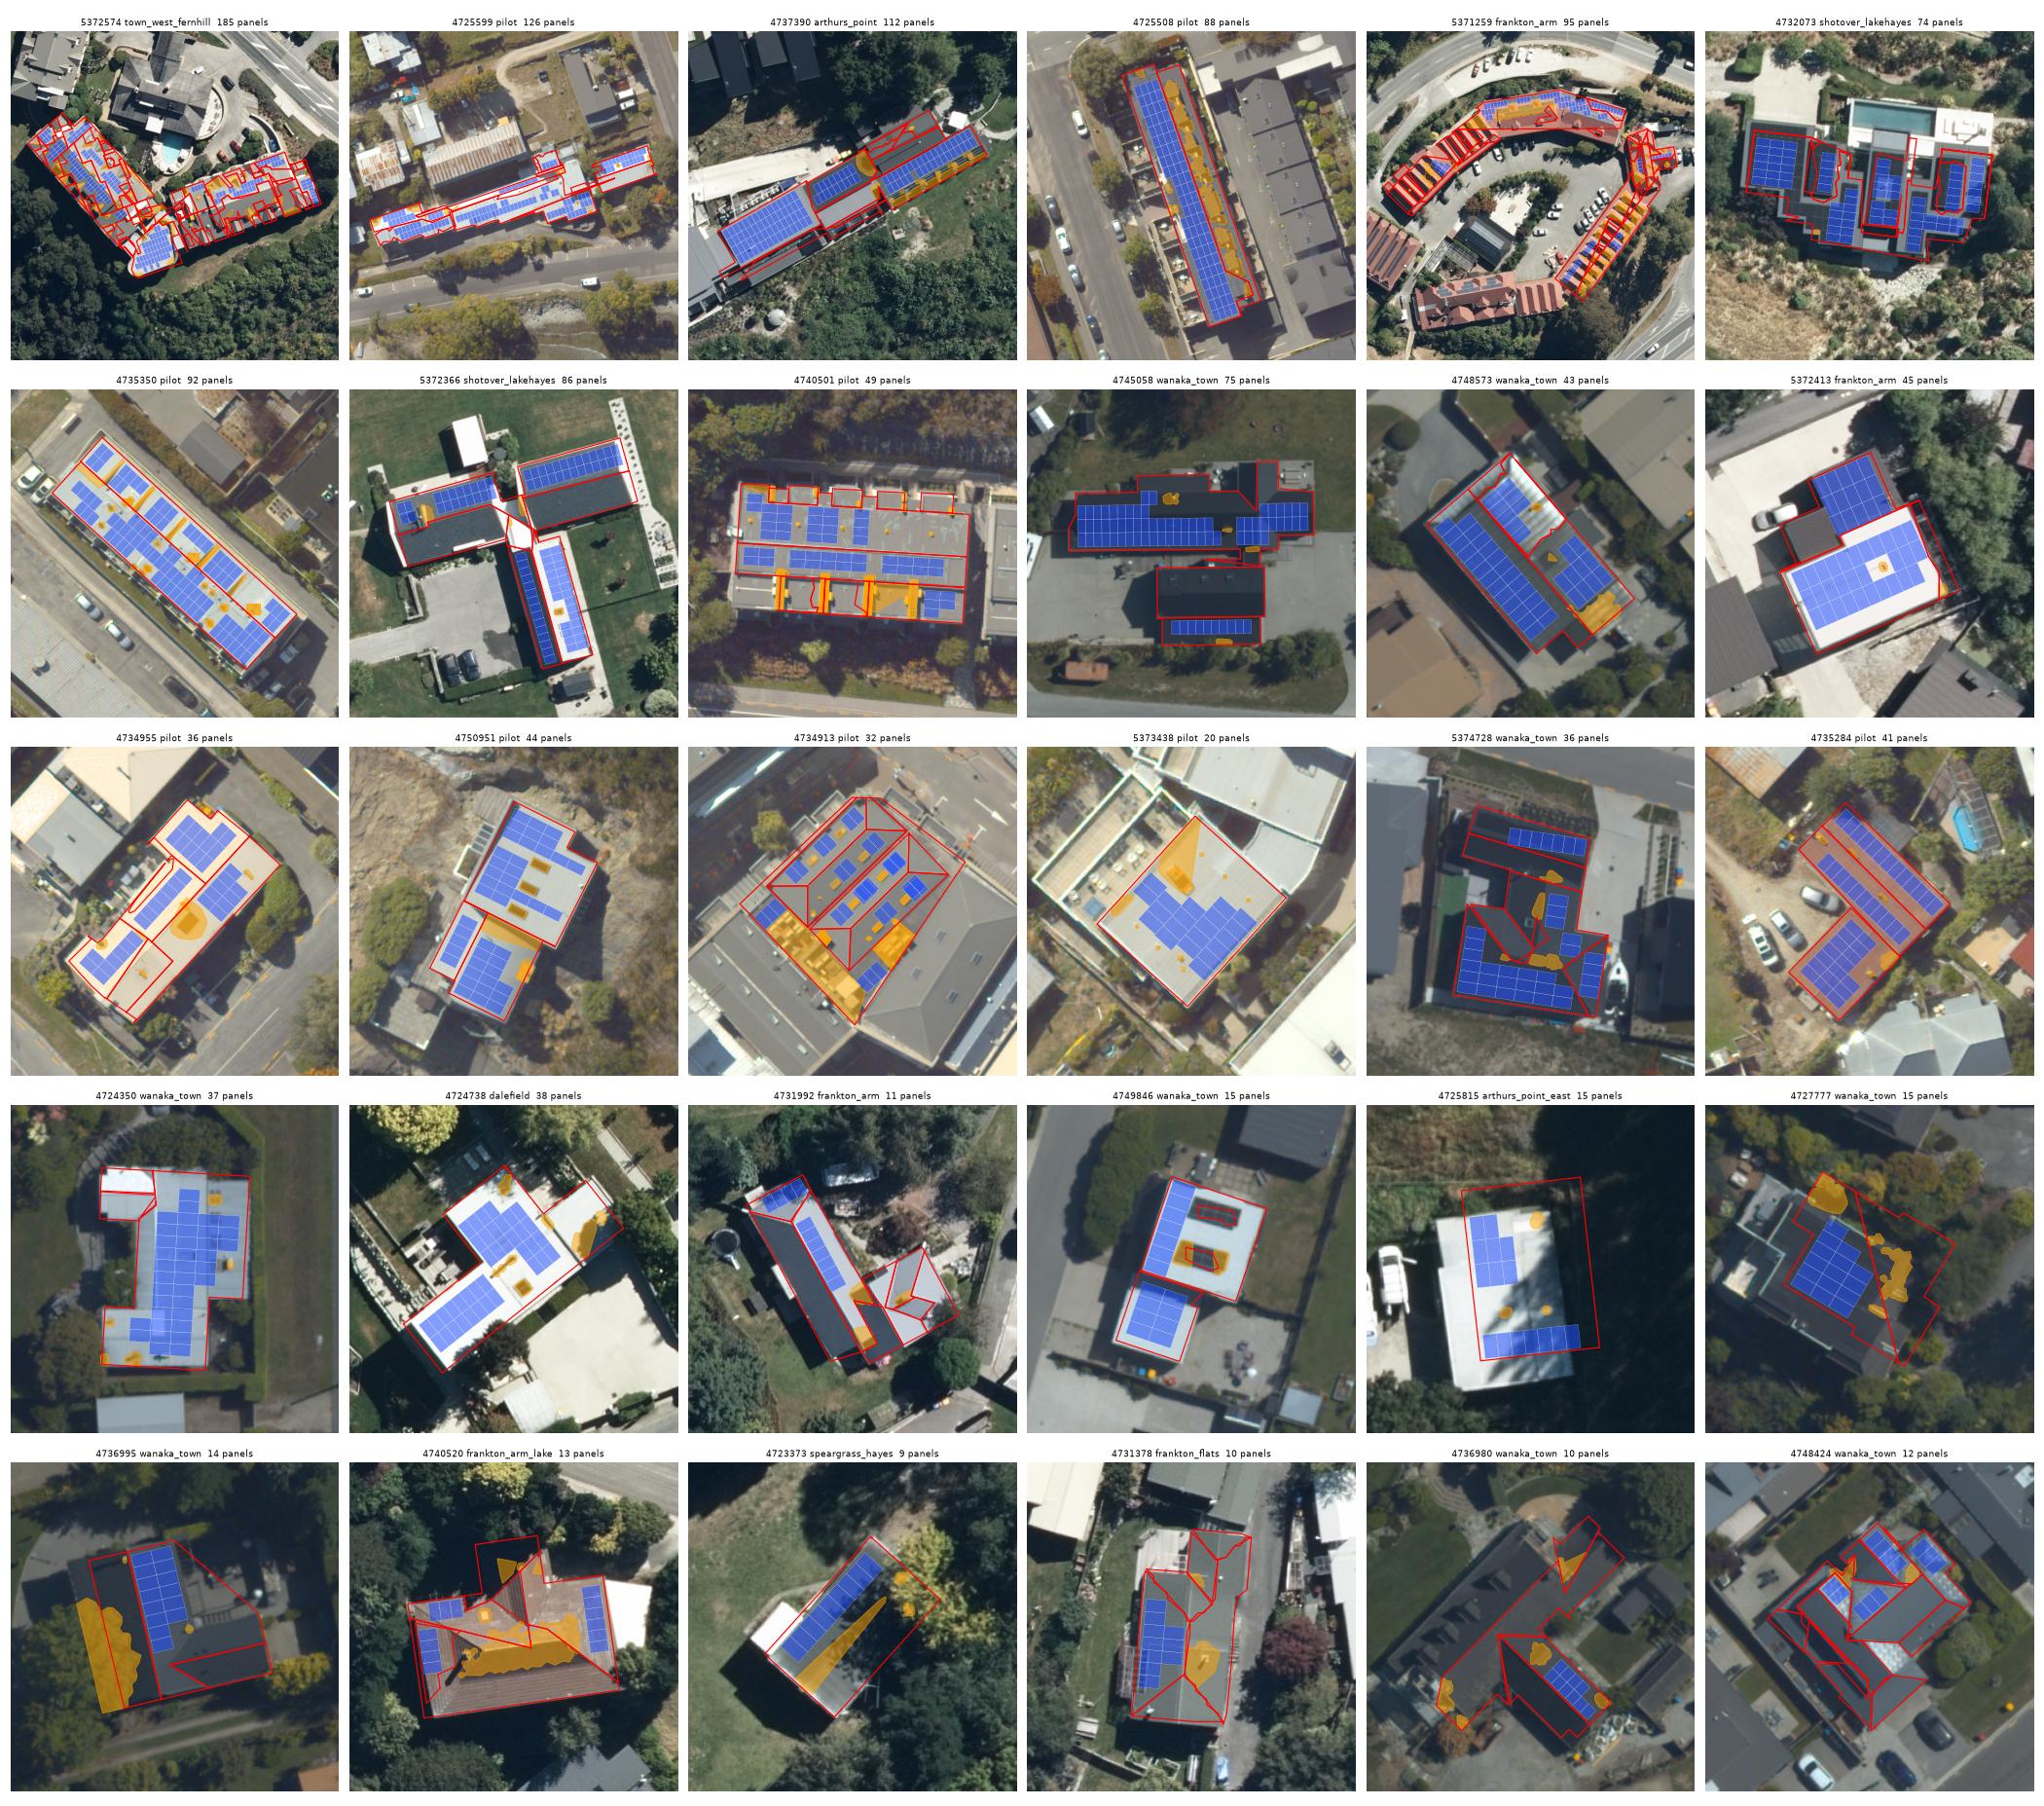 5372574 town_west_fernhill 185 panels
4725599 pilot 126 panels
4737390 arthurs_point 112 panels
4725508 pilot 88 panels
5371259 frankton_arm 95 panels
4732073 shotover_lakehayes 74 panels
4735350 pilot 92 panels
5372366 shotover_lakehayes 86 panels
4740501 pilot 49 panels
4745058 wanaka_town 75 panels
4748573 wanaka_town 43 panels
5372413 frankton_arm 45 panels
4734955 pilot 36 panels
4750951 pilot 44 panels
4734913 pilot 32 panels
5373438 pilot 20 panels
5374728 wanaka_town 36 panels
4735284 pilot 41 panels
4724350 wanaka_town 37 panels
4724738 dalefield 38 panels
4731992 frankton_arm 11 panels
4749846 wanaka_town 15 panels
4725815 arthurs_point_east 15 panels
4727777 wanaka_town 15 panels
4736995 wanaka_town 14 panels
4740520 frankton_arm_lake 13 panels
4723373 speargrass_hayes 9 panels
4731378 frankton_flats 10 panels
4736980 wanaka_town 10 panels
4748424 wanaka_town 12 panels